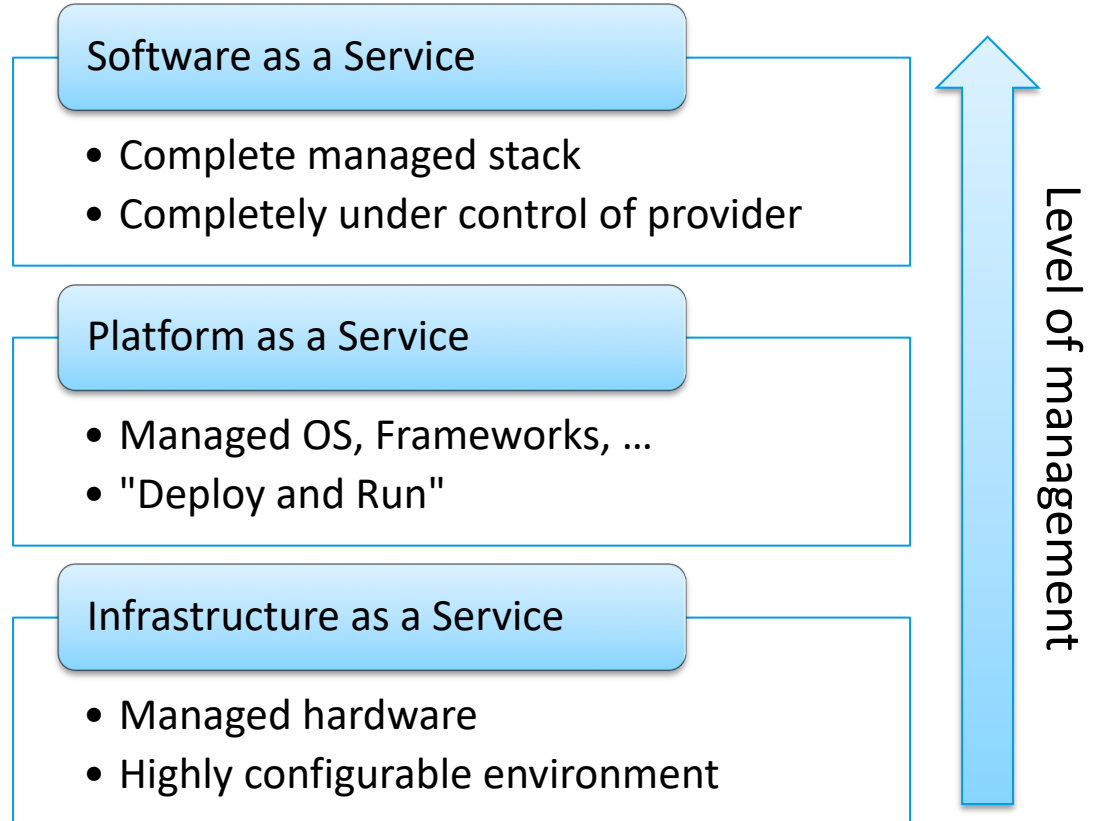 Software as a Service
• Complete managed stack
• Completely under control of provider
Platform as a Service
• Managed OS, Frameworks, ...
• "Deploy and Run"
Infrastructure as a Service
• Managed hardware
• Highly configurable environment
Level of management